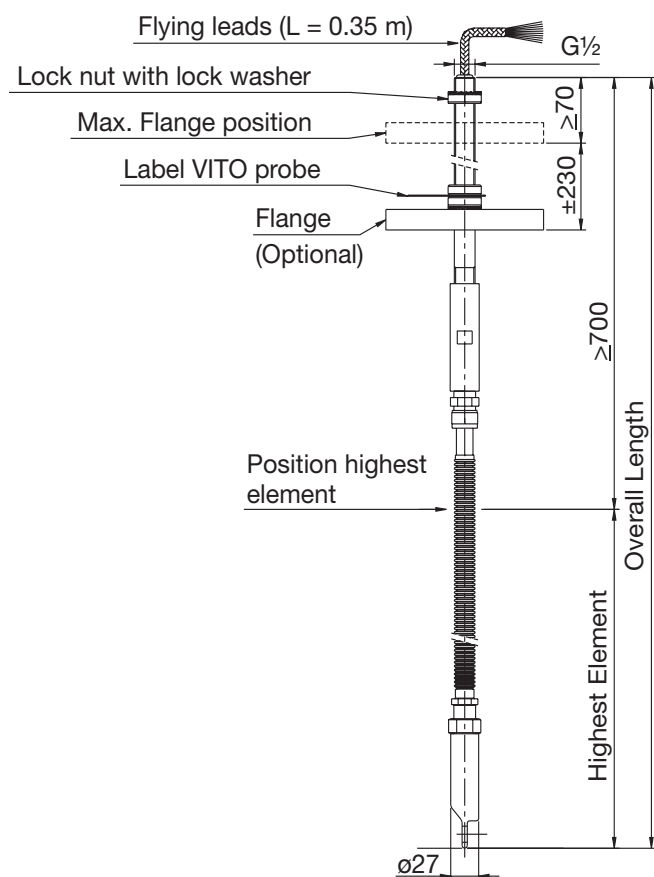 Flying leads (L = 0.35 m)
G½
Lock nut with lock washer
Max. Flange position
≥70
Label VITO probe
±230
Flange
(Optional)
≥700
Overall Length
Position highest
element
Highest Element
ø27